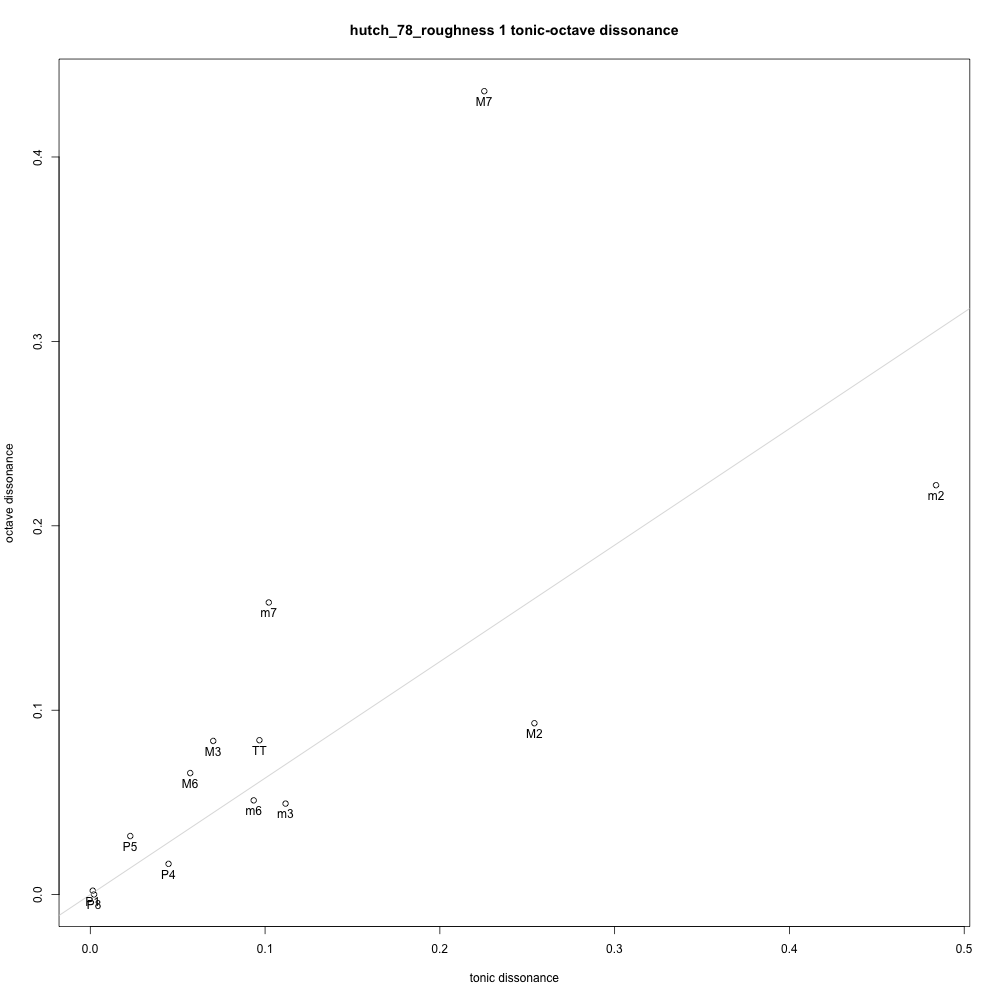 hutch_78_roughness 1 tonic-octave dissonance
M7
0.4
0.3
m2
0.2
m7
0.1
M2
M3
TT
M6
m6
m3
P5
P4
0.0
P1
P8
octave dissonance
0.0 0.1 0.2 0.3 0.4 0.5
tonic dissonance